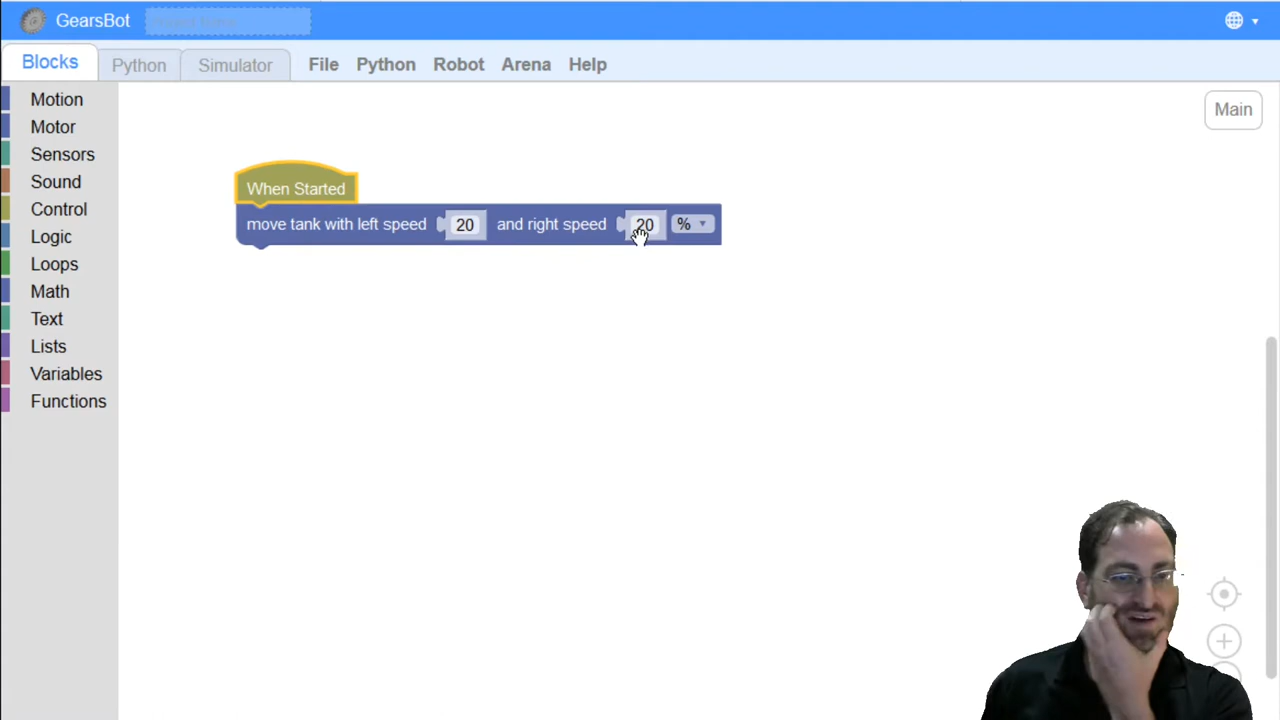 GearsBot
Blocks
Python
Simulator
File
Python
Robot
Arena
Help
Main
Motion
Motor
Sensors
Sound
Control
Logic
Loops
Math
Text
Lists
Variables
Functions
When Started
move tank with left speed 20 and right speed 20 %